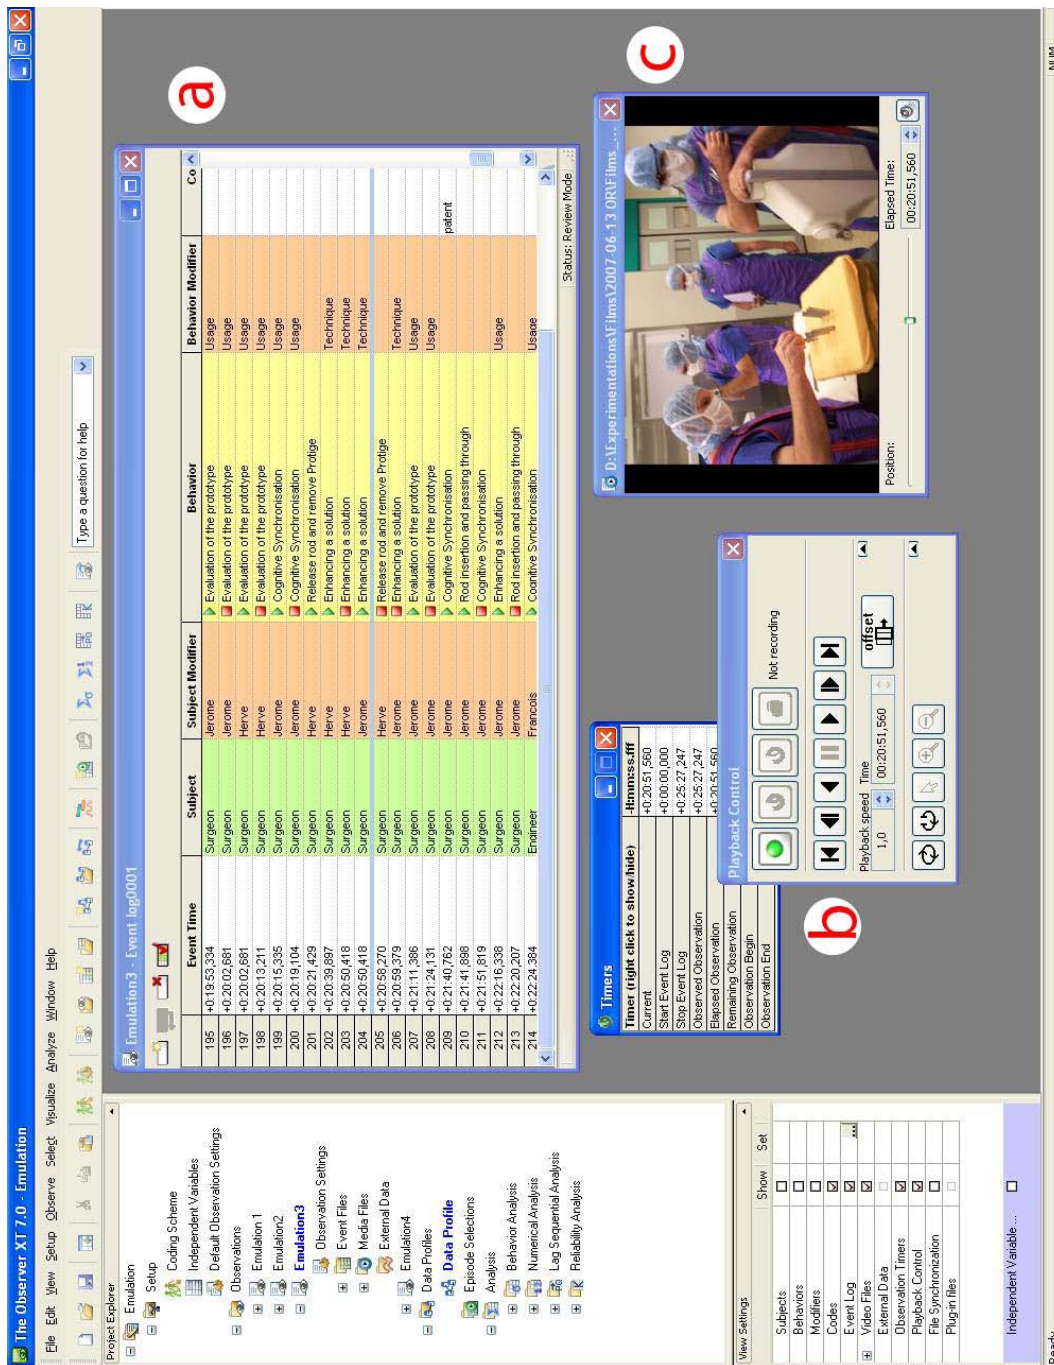 The Observer XT 7.0 - Emulation
File Edit View Setup Observe Select Visualize Analyze Window Help
Type a question for help
Project Explorer
Emulation
Setup
Coding Scheme
Independent Variables
Default Observation Settings
Observations
Emulation 1
Emulation2
Emulation3
Observation Settings
Event Files
Media Files
External Data
Emulation4
Data Profiles
Data Profile
Episode Selections
Analysis
Behavior Analysis
Numerical Analysis
Lag Sequential Analysis
Reliability Analysis
View Settings
Show Set
Subjects
Behaviors
Modifiers
Codes
Event Log ...
Video Files
External Data
Observation Timers
Playback Control
File Synchronization
Plug-in files
Independent Variable ...
Ready
NUM
a
Emulation3 - Event log0001
Event Time Subject Subject Modifier Behavior Behavior Modifier Co
195 +0:19:53,334 Surgeon Jerome Evaluation of the prototype Usage
196 +0:20:02,681 Surgeon Jerome Evaluation of the prototype Usage
197 +0:20:02,681 Surgeon Herve Evaluation of the prototype Usage
198 +0:20:13,211 Surgeon Herve Evaluation of the prototype Usage
199 +0:20:15,335 Surgeon Jerome Cognitive Synchronisation Usage
200 +0:20:19,104 Surgeon Jerome Cognitive Synchronisation Usage
201 +0:20:21,429 Surgeon Herve Release rod and remove Protige
202 +0:20:39,897 Surgeon Herve Enhancing a solution Technique
203 +0:20:50,418 Surgeon Herve Enhancing a solution Technique
204 +0:20:50,418 Surgeon Jerome Enhancing a solution Technique
205 +0:20:58,270 Surgeon Herve Release rod and remove Protige
206 +0:20:59,379 Surgeon Jerome Enhancing a solution Technique
207 +0:21:11,386 Surgeon Jerome Evaluation of the prototype Usage
208 +0:21:24,131 Surgeon Jerome Evaluation of the prototype Usage
209 +0:21:40,762 Surgeon Jerome Cognitive Synchronisation patent
210 +0:21:41,898 Surgeon Jerome Rod insertion and passing through
211 +0:21:51,819 Surgeon Jerome Cognitive Synchronisation
212 +0:22:16,338 Surgeon Jerome Enhancing a solution Usage
213 +0:22:20,207 Surgeon Jerome Rod insertion and passing through
214 +0:22:24,384 Engineer Francois Cognitive Synchronisation Usage
Status: Review Mode
Timers
Timer (right click to show/hide) -H:mm:ss.fff
Current +0:20:51,560
Start Event Log +0:00:00,000
Stop Event Log +0:25:27,247
Observed Observation +0:25:27,247
Elapsed Observation +0:20:51,560
Remaining Observation
Observation Begin
Observation End
b
Playback Control
Not recording
Playback speed Time
1,0 00:20:51,560 offset
c
D:\Experimentations\Films\2007-06-13 OR\Films_...
Position: Elapsed Time:
00:20:51,560